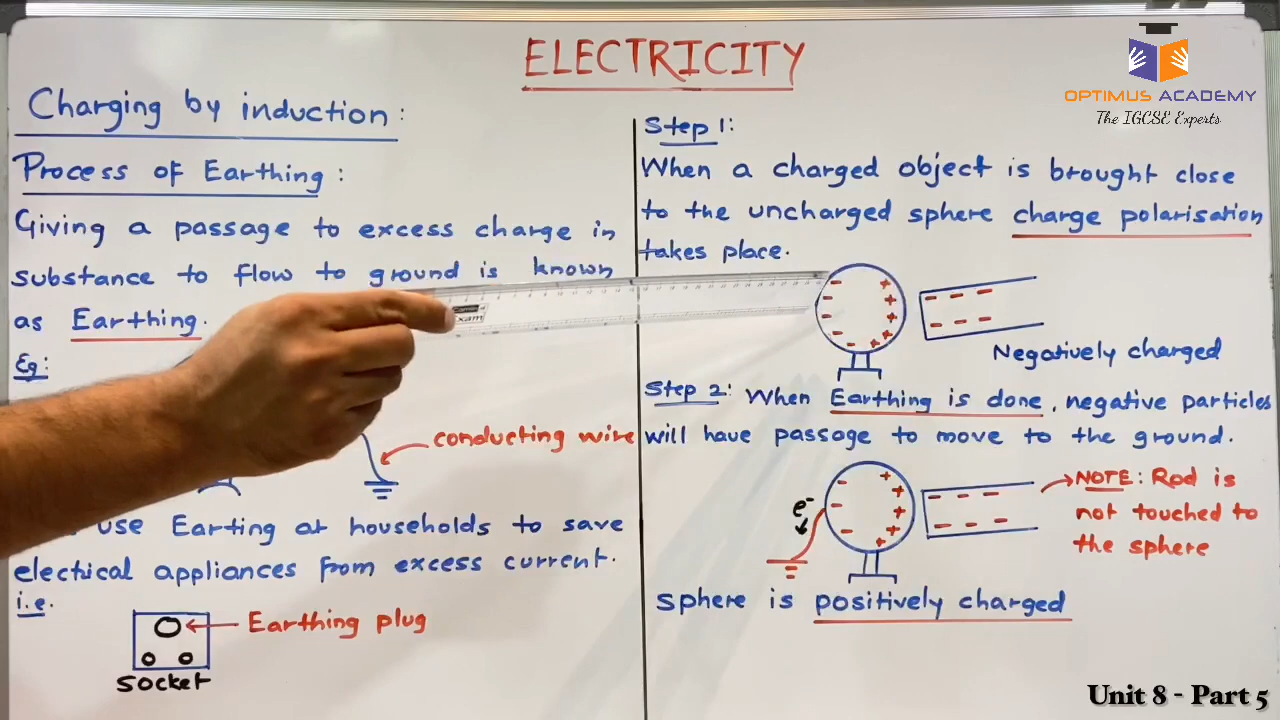 ELECTRICITY
OPTIMUS ACADEMY
The IGCSE Experts
Charging by induction:
Process of Earthing:
Giving a passage to excess charge in
substance to flow to ground is known
as Earthing.
Eg:
conducting wire
use Earting at households to save
electrical appliances from excess current.
i.e.
Earthing plug
Socket
Step 1:
When a charged object is brought close
to the uncharged sphere charge polarisation
takes place.
Negatively charged
Step 2: When Earthing is done, negative particles
will have passage to move to the ground.
e-
NOTE: Rod is
not touched to
the sphere
Sphere is positively charged
Unit 8 - Part 5